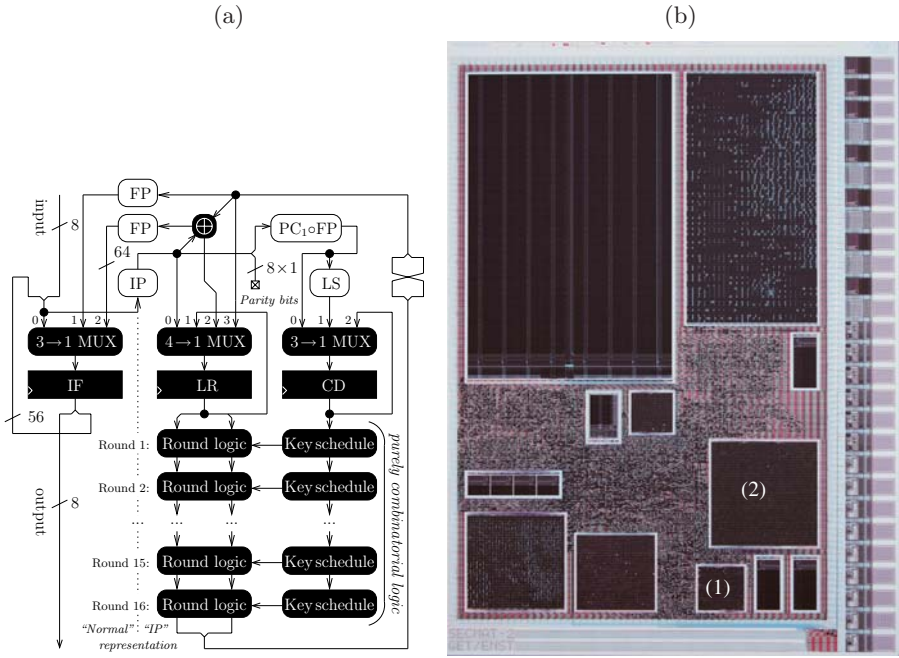 (a)
(b)
FP
input
8
FP
⊕
PC₁∘FP
64
IP
8×1
LS
Parity bits
0
1
2
0
1
2
3
0
1
2
3→1 MUX
4→1 MUX
3→1 MUX
IF
LR
CD
56
Round 1:
Round logic
Key schedule
Round 2:
Round logic
Key schedule
purely combinatorial logic
output
8
...
...
...
Round 15:
Round logic
Key schedule
Round 16:
Round logic
Key schedule
"Normal"
"IP"
representation
(2)
(1)
SECMAT-2
GET/ENST